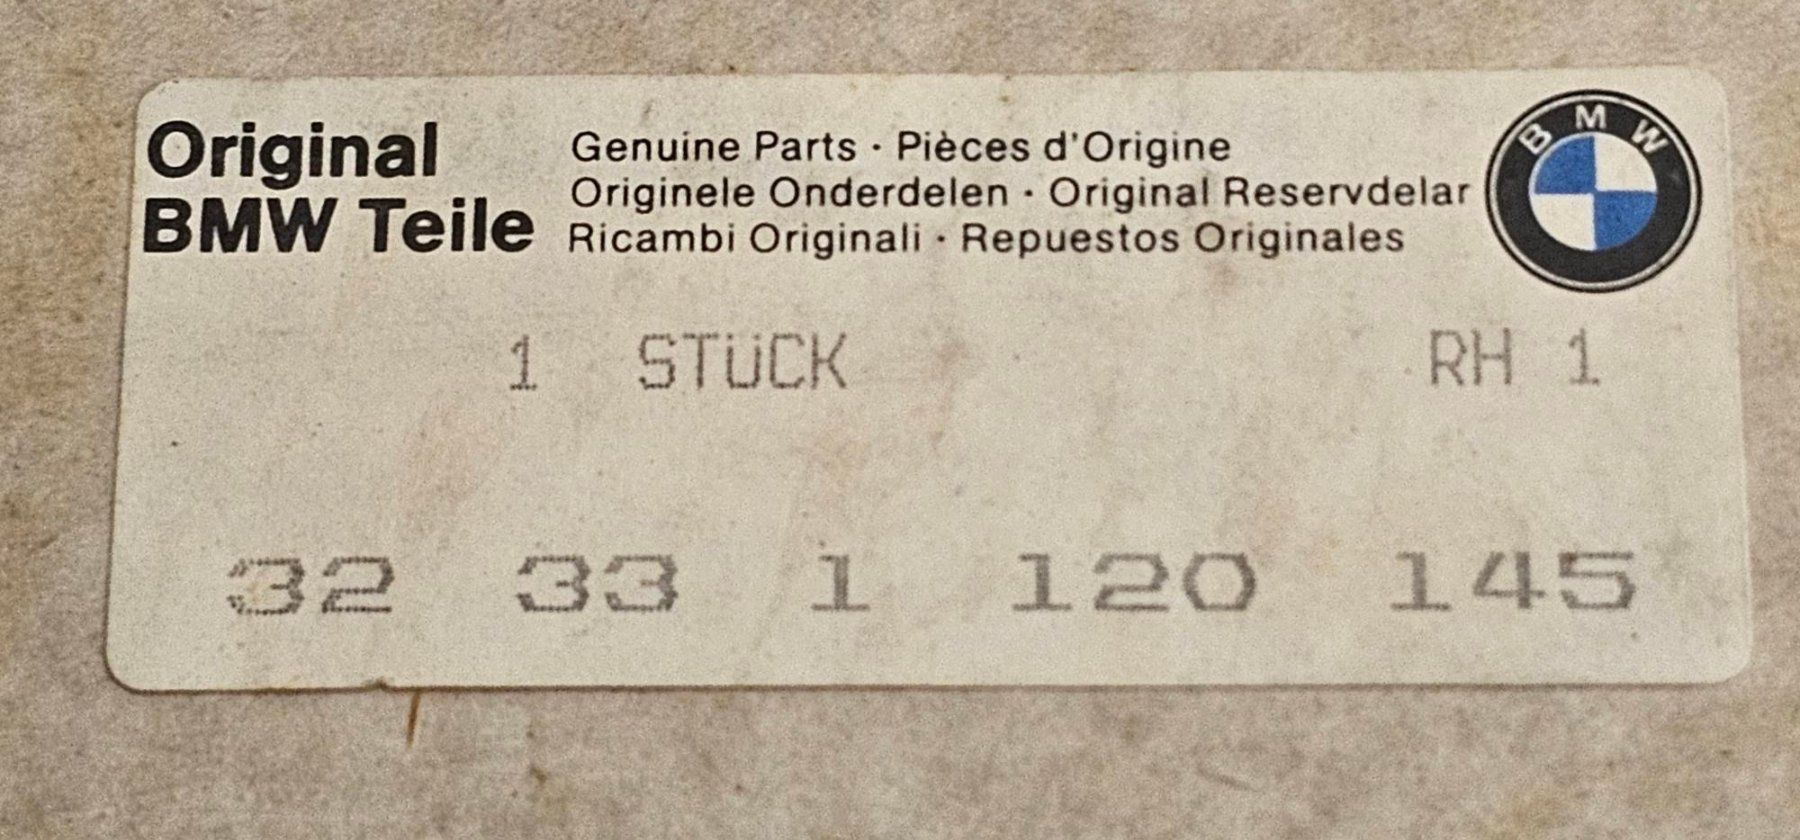 Original
BMW Teile
Genuine Parts · Pièces d'Origine
Originele Onderdelen · Original Reservdelar
Ricambi Originali · Repuestos Originales
BMW
1 STÜCK RH 1
32 33 1 120 145